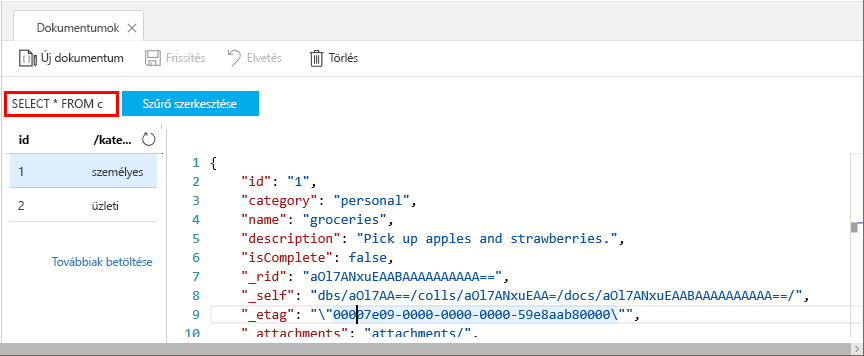 Dokumentumok
Új dokumentum Frissítés Elvetés Törlés
SELECT * FROM c Szűrő szerkesztése
id /kate...
1 személyes
2 üzleti
Továbbiak betöltése
1 {
2 "id": "1",
3 "category": "personal",
4 "name": "groceries",
5 "description": "Pick up apples and strawberries.",
6 "isComplete": false,
7 "_rid": "aOl7ANxuEAABAAAAAAAAAA==",
8 "_self": "dbs/aOl7AA==/colls/aOl7ANxuEAA=/docs/aOl7ANxuEAABAAAAAAAAAA==/",
9 "_etag": "\"00007e09-0000-0000-0000-59e8aab80000\"",
10 "_attachments": "attachments/",